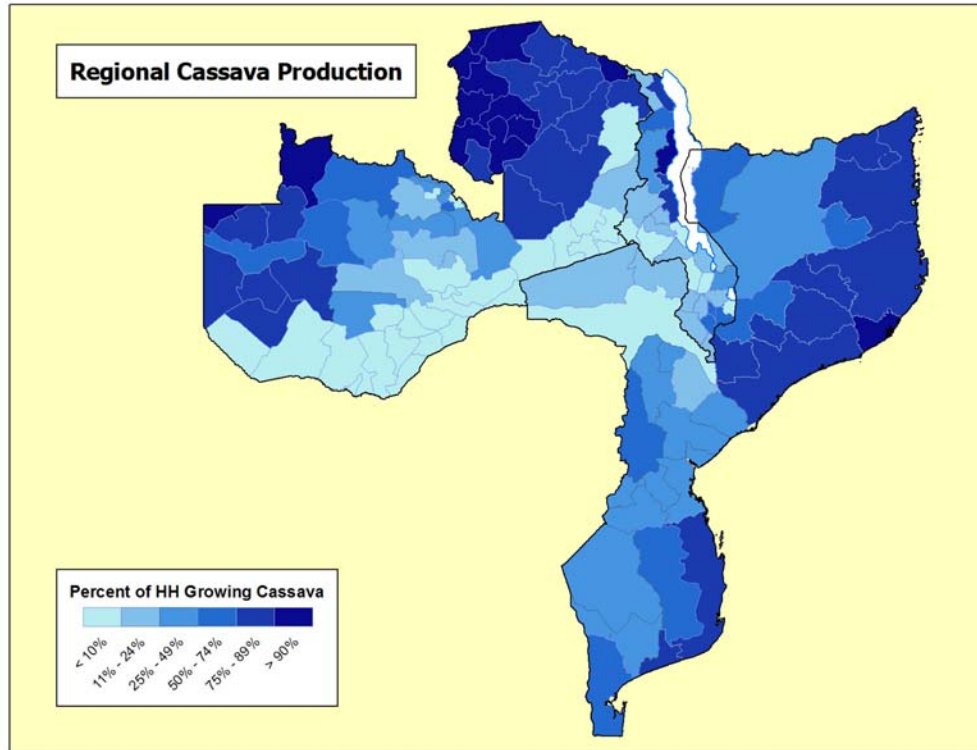 Regional Cassava Production
Percent of HH Growing Cassava
< 10%
11% - 24%
25% - 49%
50% - 74%
75% - 89%
> 90%